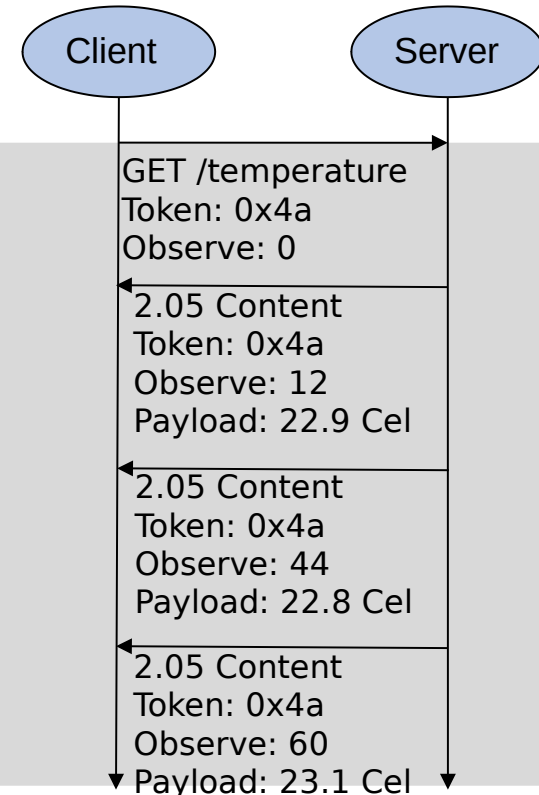 Client
Server
GET /temperature
Token: 0x4a
Observe: 0
2.05 Content
Token: 0x4a
Observe: 12
Payload: 22.9 Cel
2.05 Content
Token: 0x4a
Observe: 44
Payload: 22.8 Cel
2.05 Content
Token: 0x4a
Observe: 60
Payload: 23.1 Cel